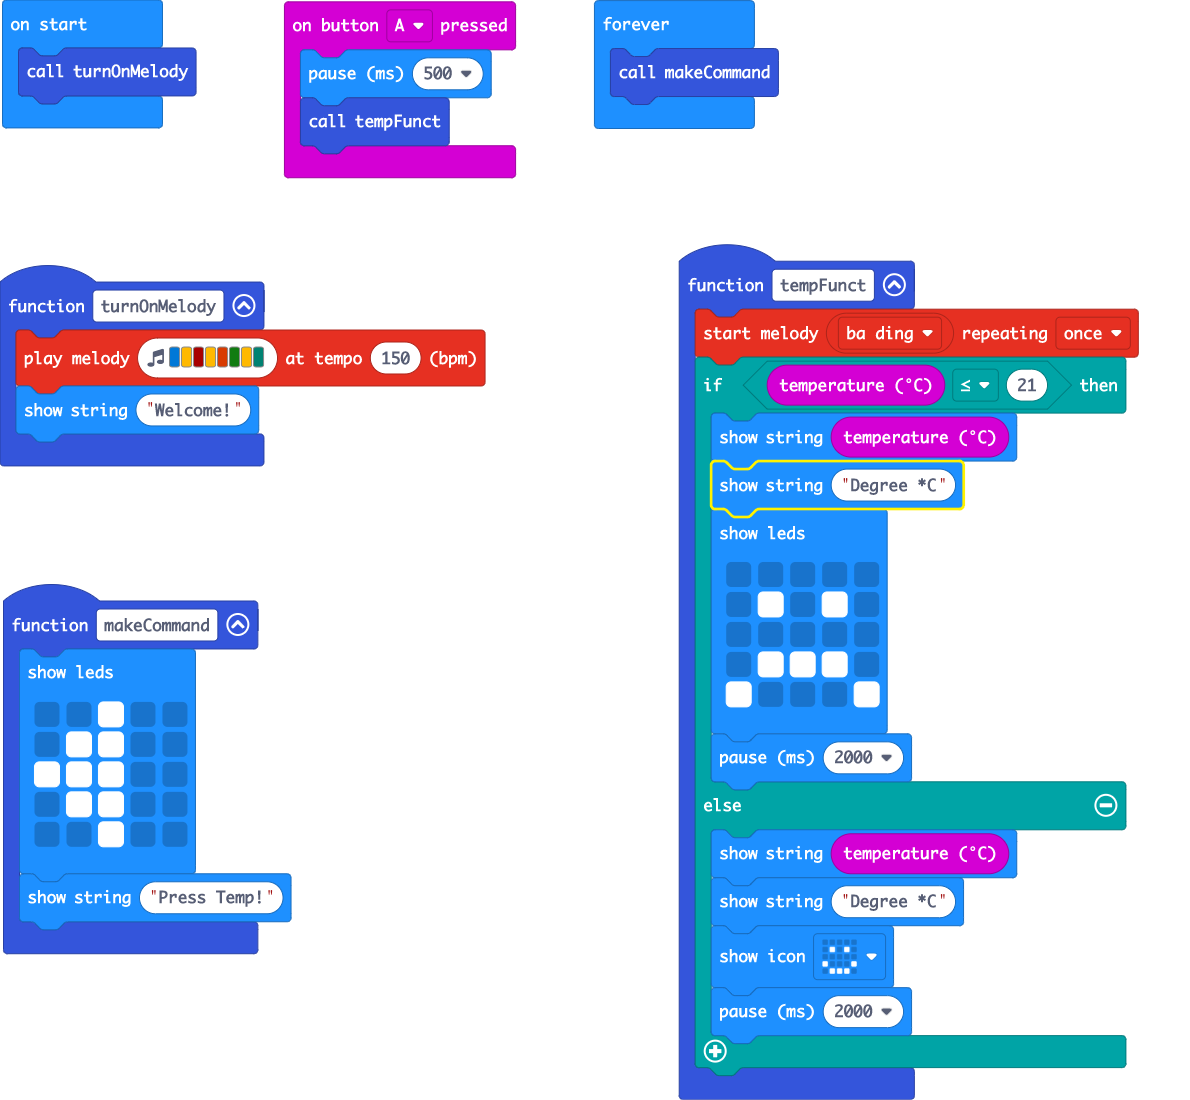 on start
call turnOnMelody
on button A pressed
pause (ms) 500
call tempFunct
forever
call makeCommand
function turnOnMelody
play melody at tempo 150 (bpm)
show string "Welcome!"
function makeCommand
show leds
show string "Press Temp!"
function tempFunct
start melody ba ding repeating once
if temperature (°C) ≤ 21 then
show string temperature (°C)
show string "Degree *C"
show leds
pause (ms) 2000
else
show string temperature (°C)
show string "Degree *C"
show icon
pause (ms) 2000